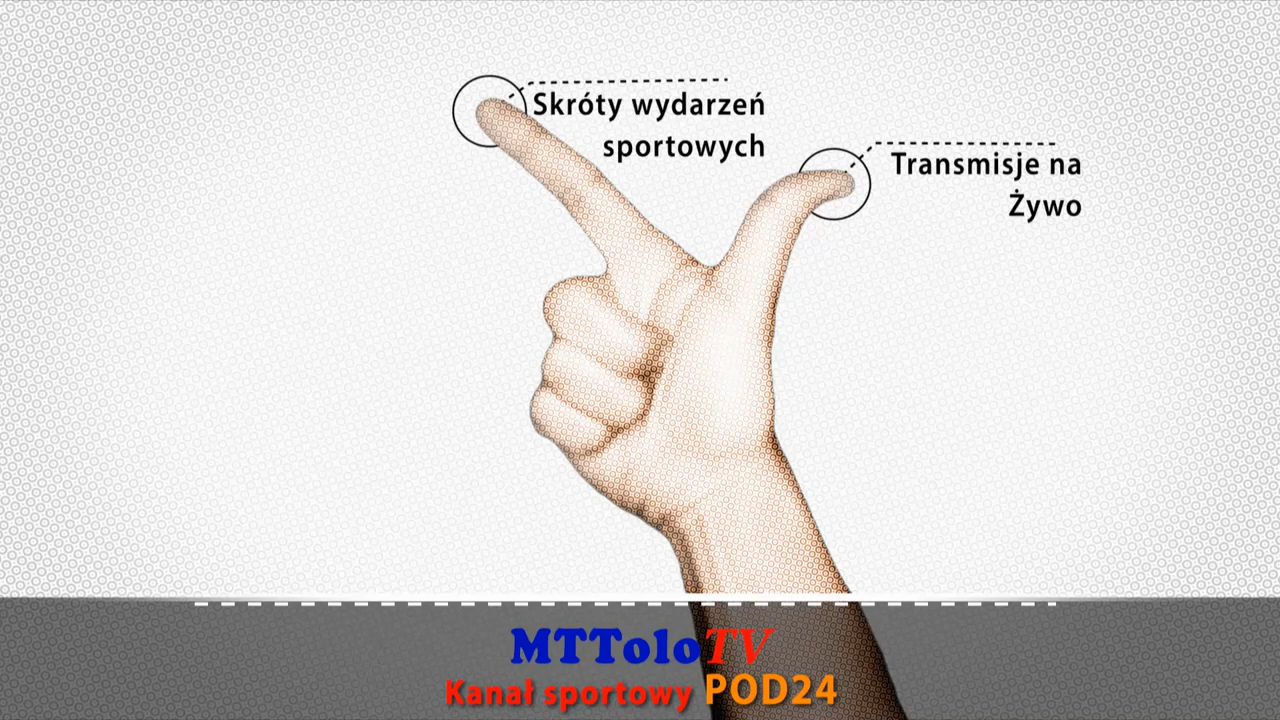 Skróty wydarzeń
sportowych
Transmisje na
Żywo
MTToloTV
Kanał sportowy POD24